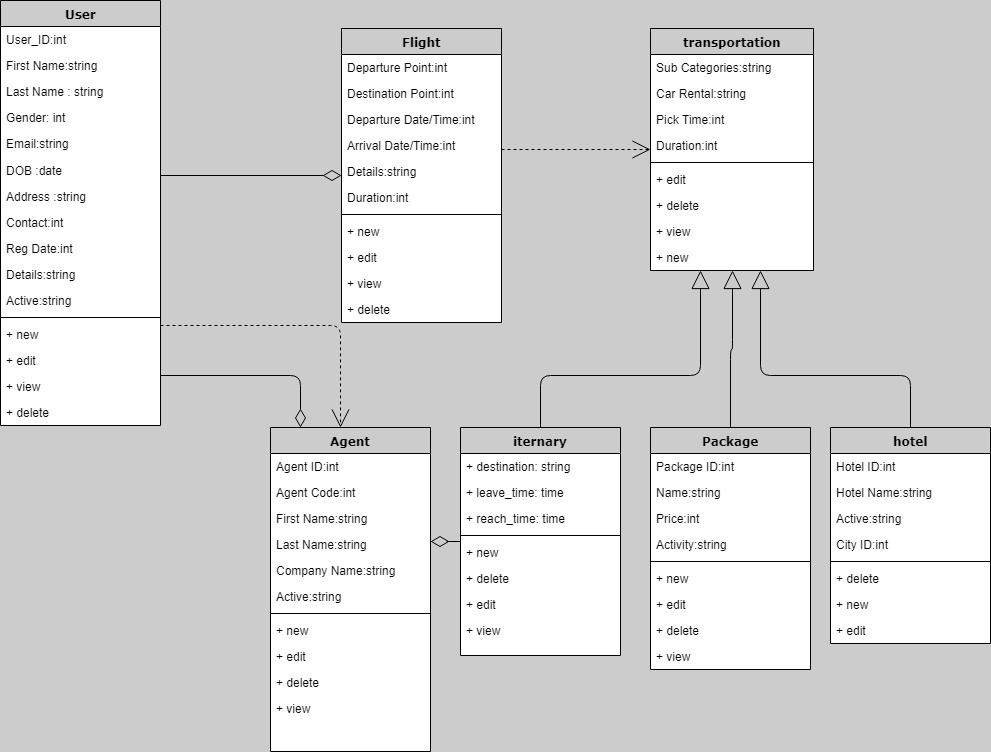 User
User_ID:int
First Name:string
Last Name : string
Gender: int
Email:string
DOB :date
Address :string
Contact:int
Reg Date:int
Details:string
Active:string
+ new
+ edit
+ view
+ delete
Flight
Departure Point:int
Destination Point:int
Departure Date/Time:int
Arrival Date/Time:int
Details:string
Duration:int
+ new
+ edit
+ view
+ delete
transportation
Sub Categories:string
Car Rental:string
Pick Time:int
Duration:int
+ edit
+ delete
+ view
+ new
Agent
Agent ID:int
Agent Code:int
First Name:string
Last Name:string
Company Name:string
Active:string
+ new
+ edit
+ delete
+ view
iternary
+ destination: string
+ leave_time: time
+ reach_time: time
+ new
+ delete
+ edit
+ view
Package
Package ID:int
Name:string
Price:int
Activity:string
+ new
+ edit
+ delete
+ view
hotel
Hotel ID:int
Hotel Name:string
Active:string
City ID:int
+ delete
+ new
+ edit